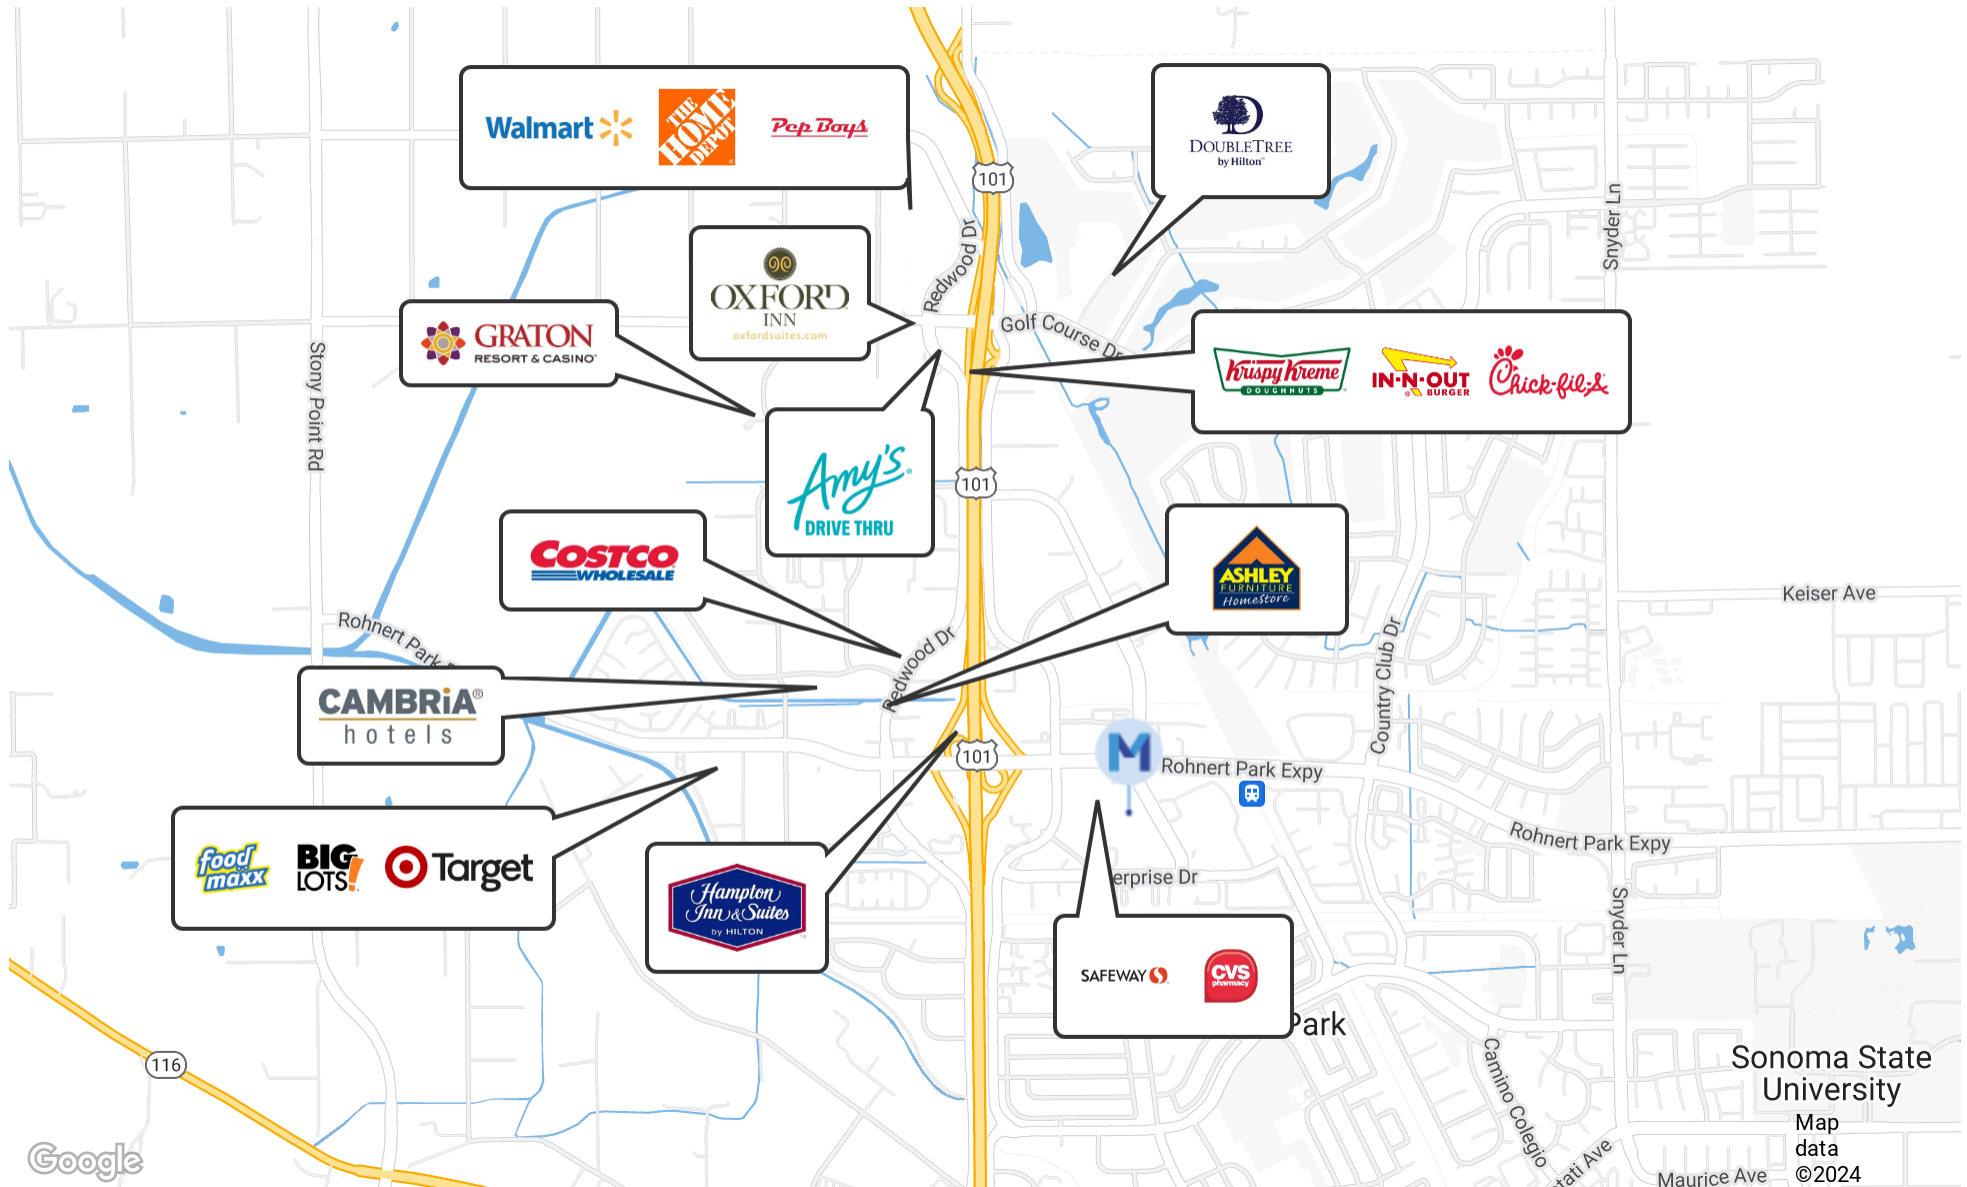 Walmart
THE
HOME
DEPOT
Pep Boys
DOUBLETREE
by Hilton™
101
Snyder Ln
Redwood Dr
OXFORD
INN
oxfordsuites.com
GRATON
RESORT & CASINO
Golf Course Dr
Krispy Kreme
DOUGHNUTS
IN-N-OUT
BURGER
Chick-fil-A
Stony Point Rd
Amy's
DRIVE THRU
101
COSTCO
WHOLESALE
ASHLEY
FURNITURE
HomeStore
Keiser Ave
Rohnert Park
Redwood Dr
Country Club Dr
CAMBRiA®
hotels
101
M
Rohnert Park Expy
Rohnert Park Expy
food
maxx
BIG
LOTS!
Target
Hampton
Inn & Suites
by HILTON
erprise Dr
Snyder Ln
SAFEWAY
CVS
pharmacy
Park
116
Camino Colegio
Sonoma State
University
tati Ave
Maurice Ave
Map
data
©2024
Google